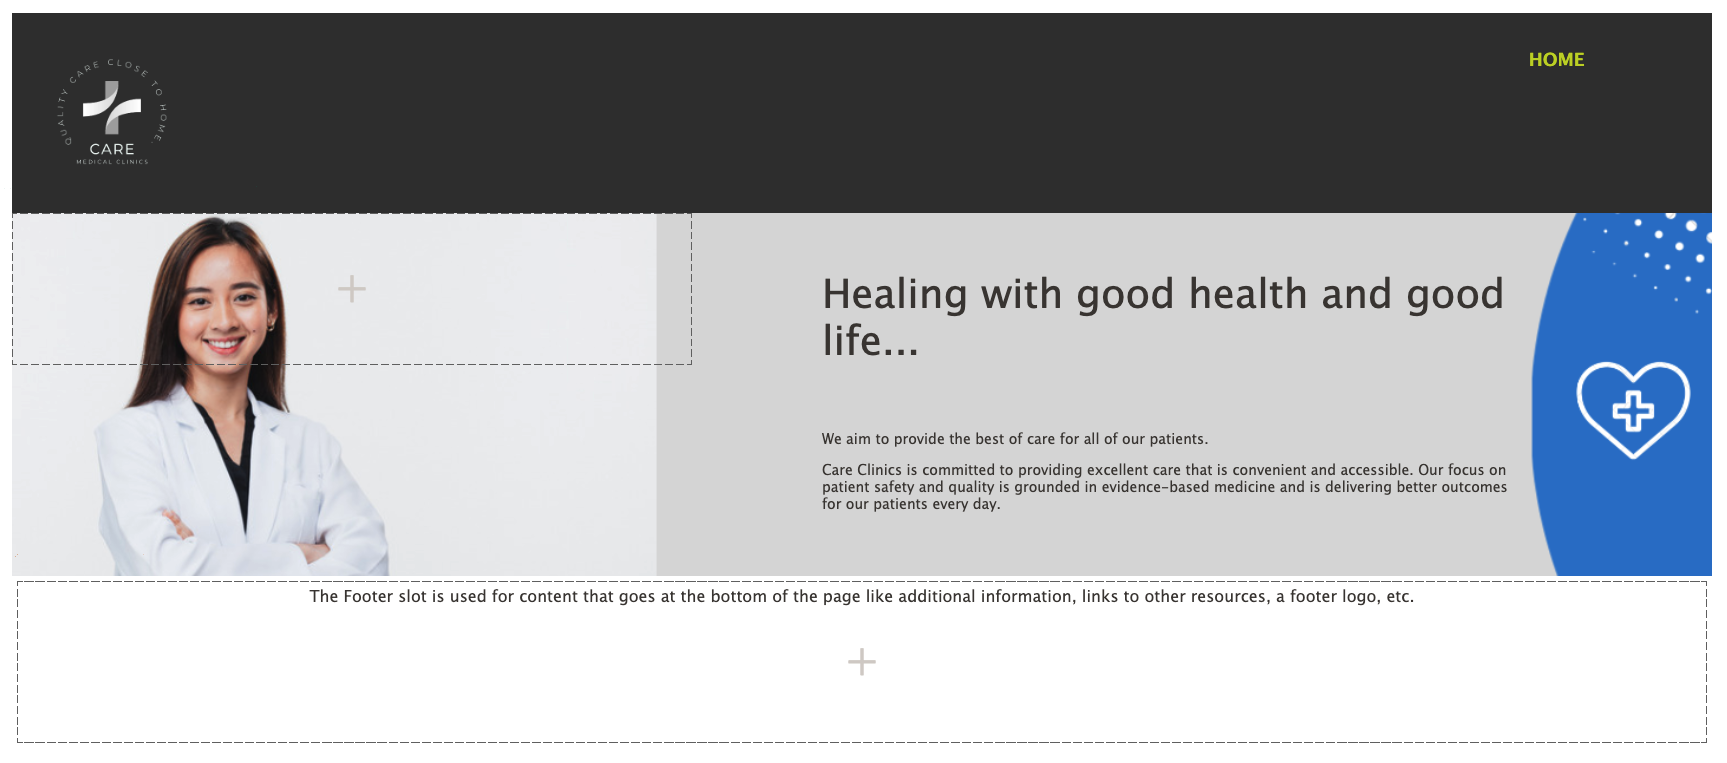 QUALITY CARE CLOSE TO HOME.
CARE
MEDICAL CLINICS
HOME
Healing with good health and good
life...
We aim to provide the best of care for all of our patients.
Care Clinics is committed to providing excellent care that is convenient and accessible. Our focus on
patient safety and quality is grounded in evidence-based medicine and is delivering better outcomes
for our patients every day.
The Footer slot is used for content that goes at the bottom of the page like additional information, links to other resources, a footer logo, etc.